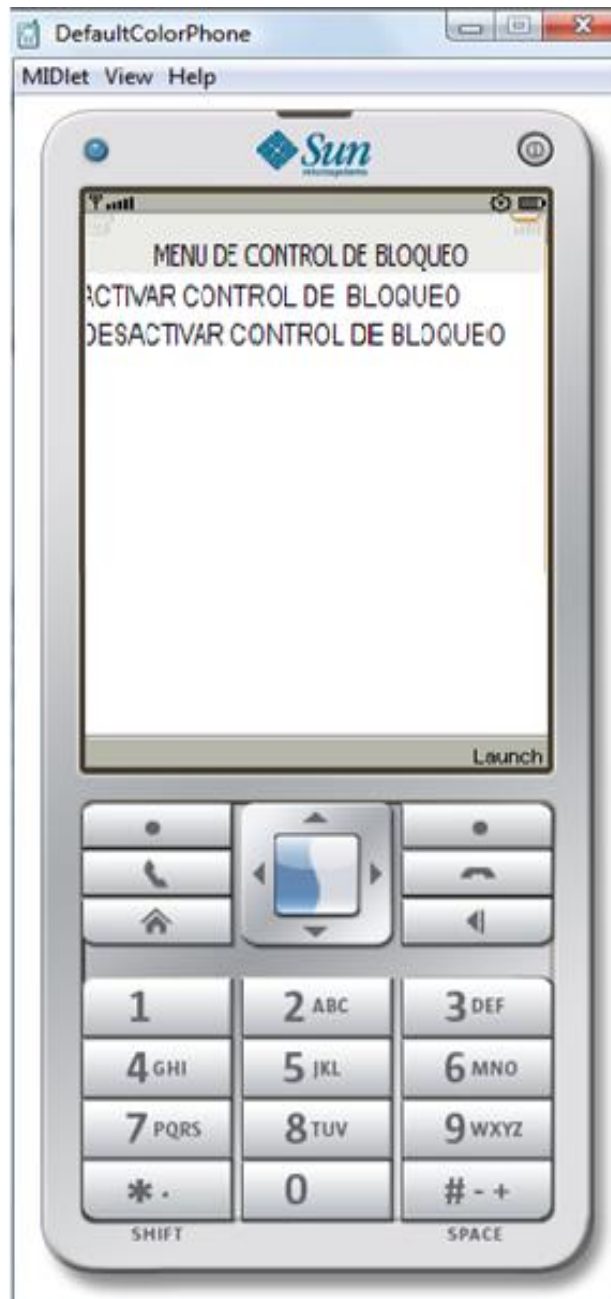 DefaultColorPhone
MIDlet View Help
Sun
microsystems
MENU DE CONTROL DE BLOQUEO
ACTIVAR CONTROL DE BLOQUEO
DESACTIVAR CONTROL DE BLOQUEO
Launch
1 2 ABC 3 DEF
4 GHI 5 JKL 6 MNO
7 PQRS 8 TUV 9 WXYZ
* . 0 # - +
SHIFT SPACE